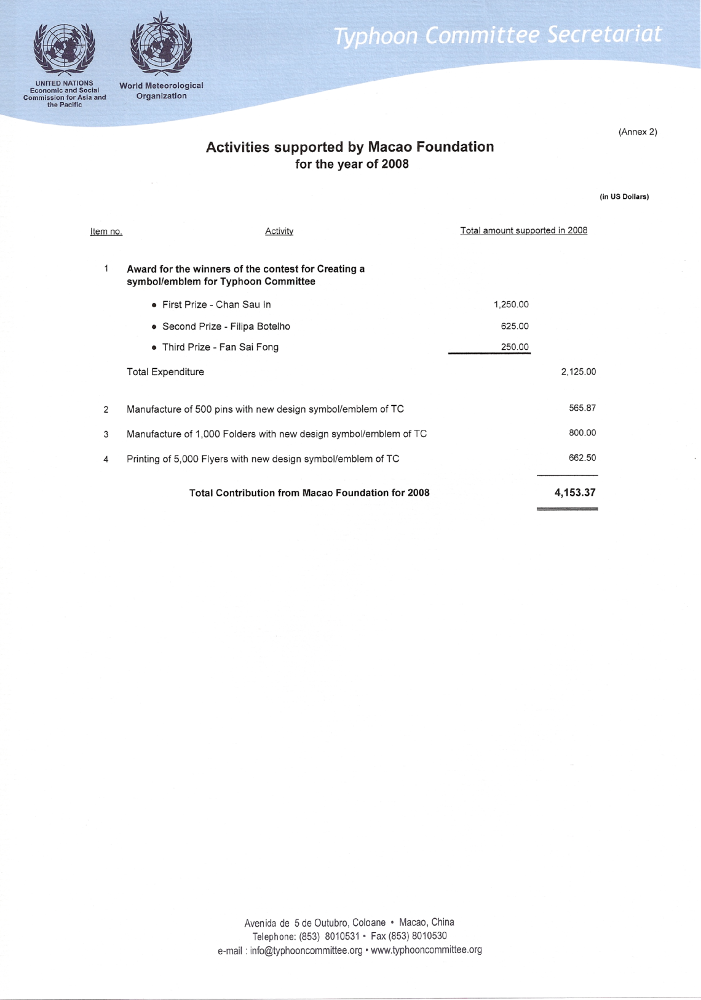 Typhoon Committee Secretariat
UNITED NATIONS
Economic and Social
Commission for Asia and
the Pacific
World Meteorological
Organization
(Annex 2)
Activities supported by Macao Foundation
for the year of 2008
(in US Dollars)
Item no. Activity Total amount supported in 2008
1 Award for the winners of the contest for Creating a
symbol/emblem for Typhoon Committee
• First Prize - Chan Sau In 1,250.00
• Second Prize - Filipa Botelho 625.00
• Third Prize - Fan Sai Fong 250.00
Total Expenditure 2,125.00
2 Manufacture of 500 pins with new design symbol/emblem of TC 565.87
3 Manufacture of 1,000 Folders with new design symbol/emblem of TC 800.00
4 Printing of 5,000 Flyers with new design symbol/emblem of TC 662.50
Total Contribution from Macao Foundation for 2008 4,153.37
Avenida de 5 de Outubro, Coloane • Macao, China
Telephone: (853) 8010531 • Fax (853) 8010530
e-mail : info@typhooncommittee.org • www.typhooncommittee.org